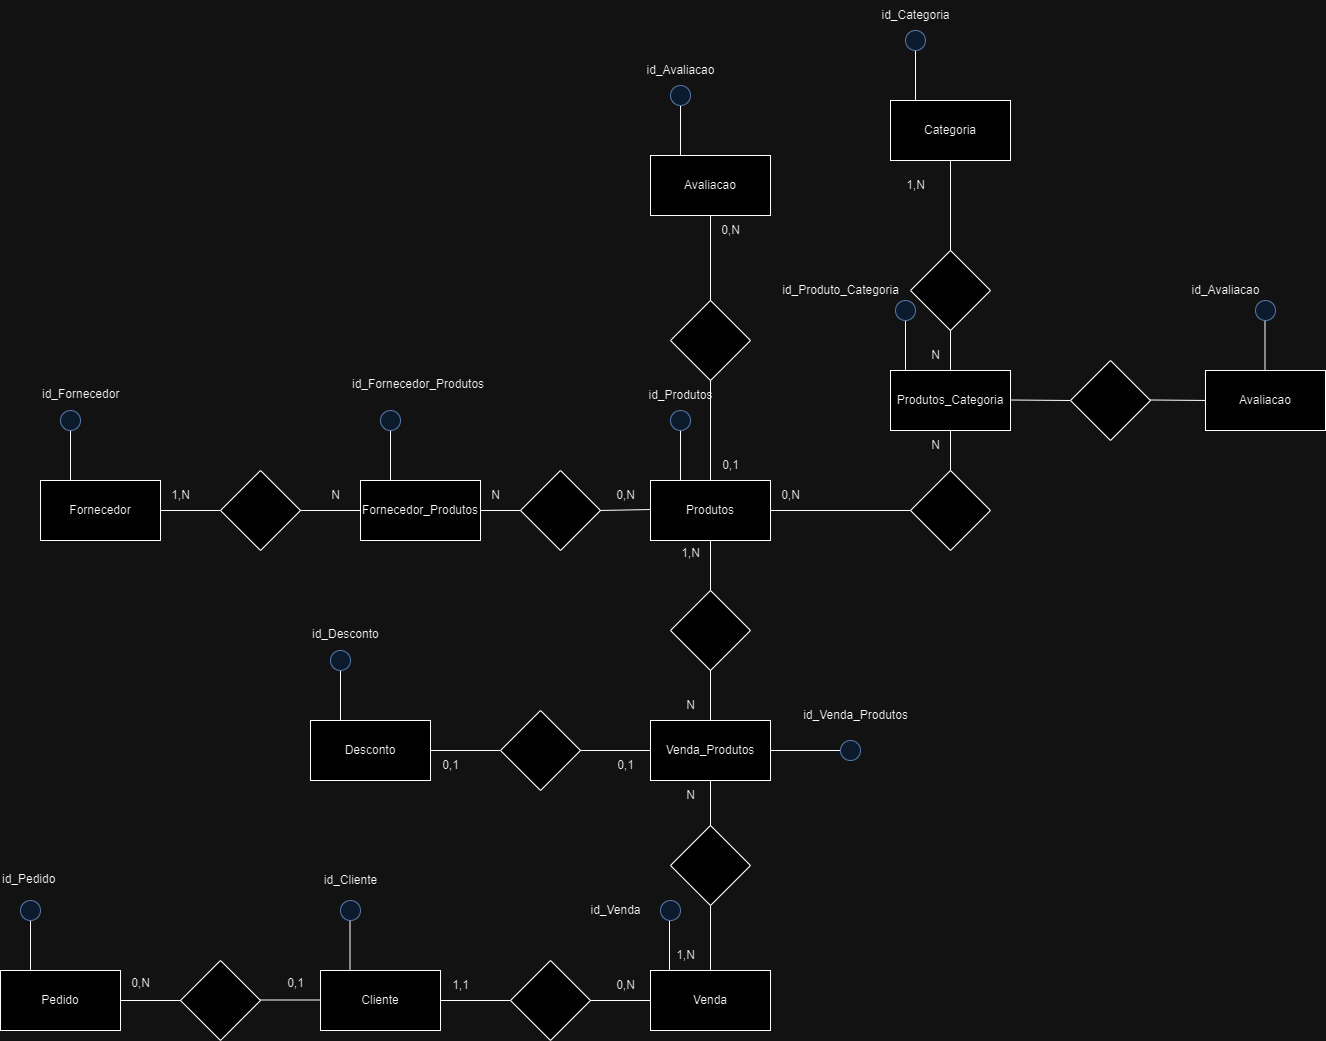 id_Categoria
id_Avaliacao
Categoria
Avaliacao
1,N
0,N
id_Produto_Categoria
id_Avaliacao
N
id_Fornecedor_Produtos
id_Fornecedor
id_Produtos
Produtos_Categoria
Avaliacao
N
0,1
1,N
N
N
0,N
0,N
Fornecedor
Fornecedor_Produtos
Produtos
1,N
id_Desconto
N
id_Venda_Produtos
Desconto
Venda_Produtos
0,1
0,1
N
id_Pedido
id_Cliente
id_Venda
1,N
0,N
0,1
1,1
0,N
Pedido
Cliente
Venda